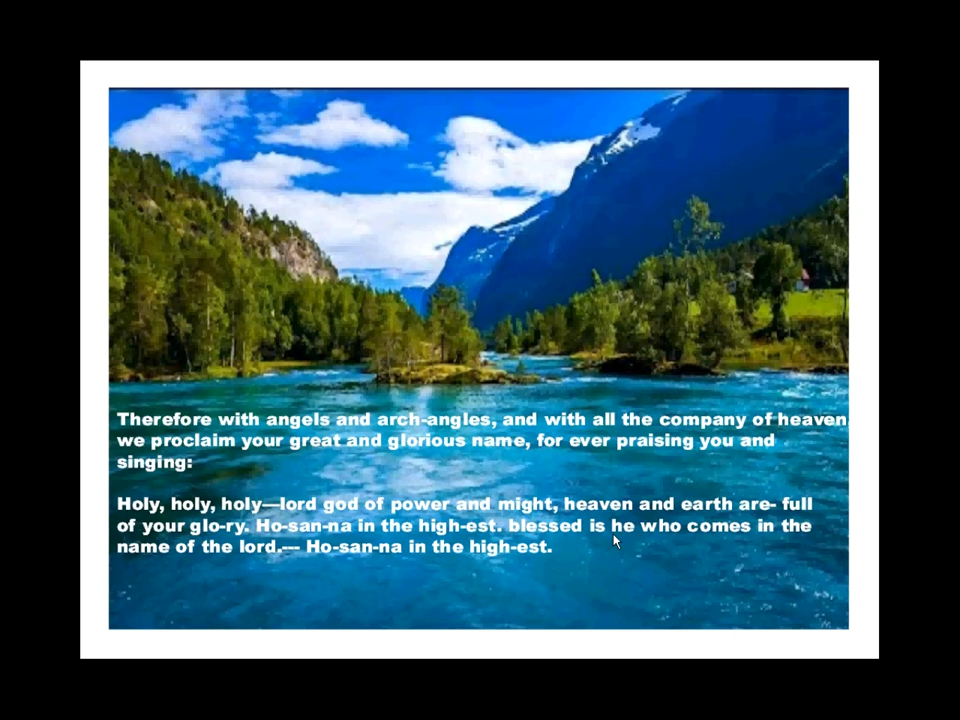 Therefore with angels and arch-angles, and with all the company of heaven
we proclaim your great and glorious name, for ever praising you and
singing:
Holy, holy, holy—lord god of power and might, heaven and earth are- full
of your glo-ry. Ho-san-na in the high-est. blessed is he who comes in the
name of the lord.--- Ho-san-na in the high-est.